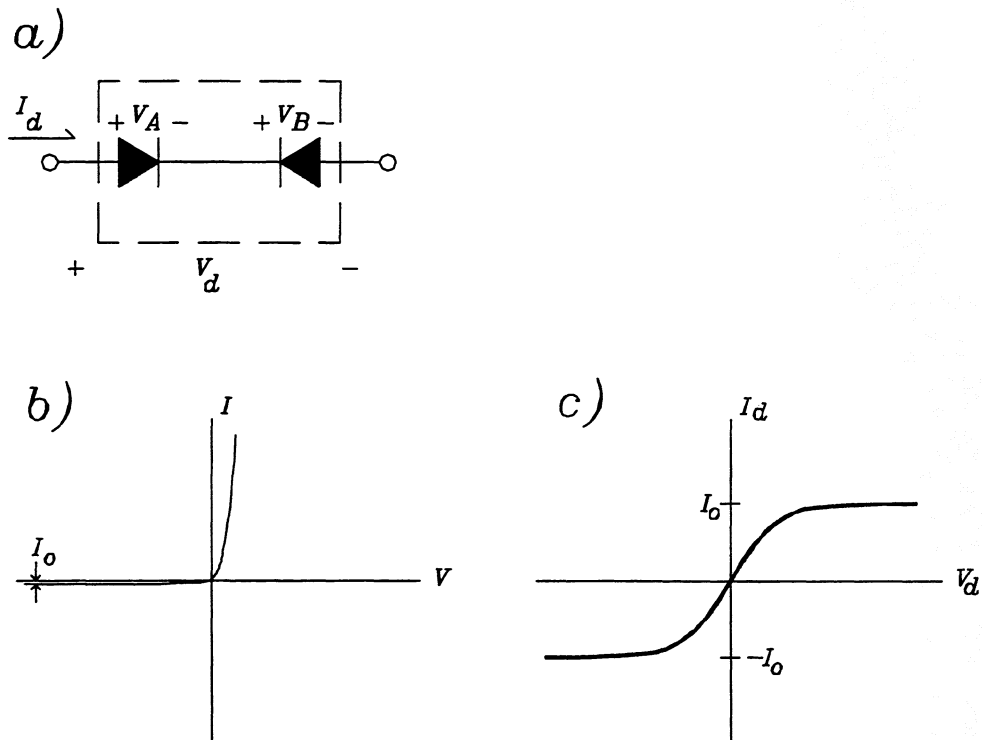 a)
I_d
+ V_A − + V_B −
+ V_d −
b)
I
I_o
V
c)
I_d
I_o
V_d
−I_o